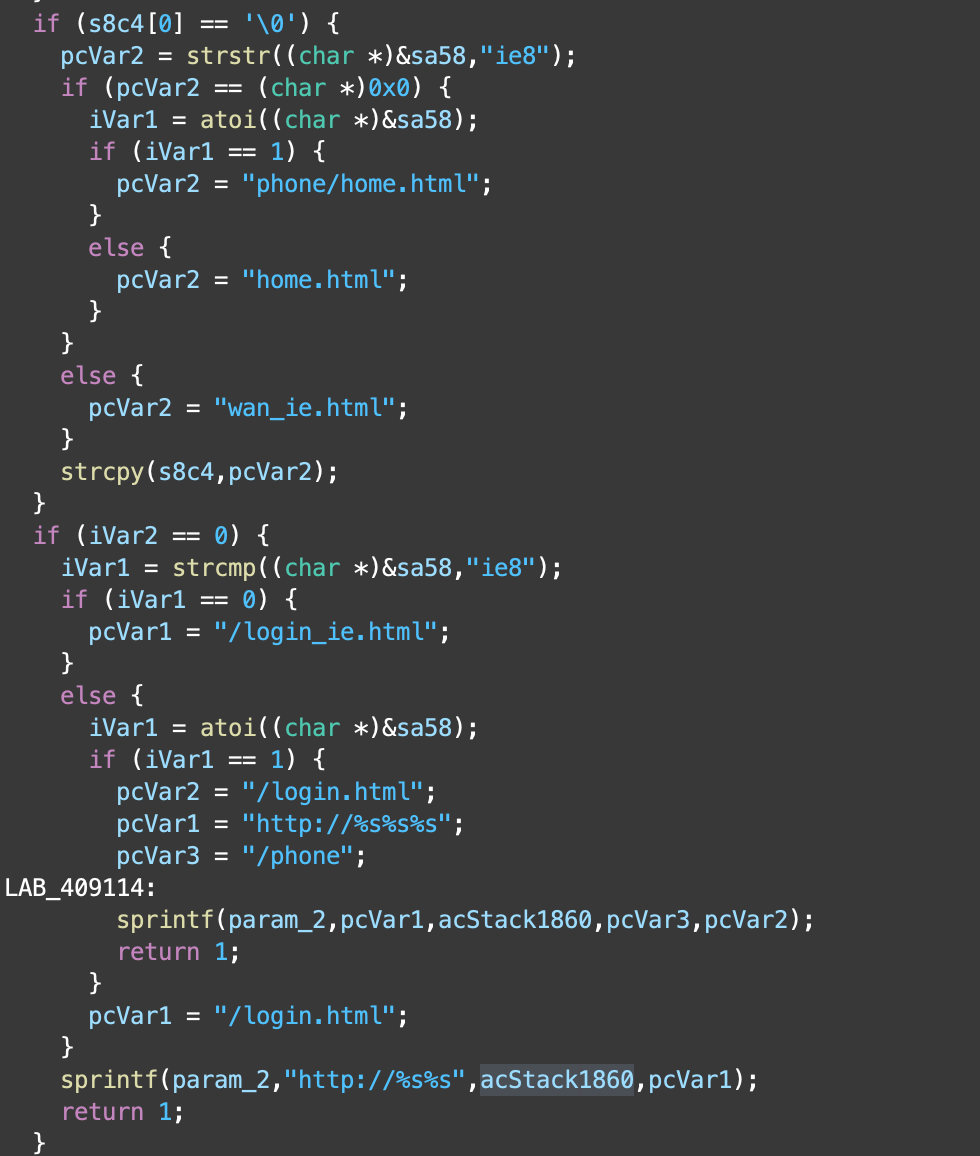 if (s8c4[0] == '\0') {
pcVar2 = strstr((char *)&sa58,"ie8");
if (pcVar2 == (char *)0x0) {
iVar1 = atoi((char *)&sa58);
if (iVar1 == 1) {
pcVar2 = "phone/home.html";
}
else {
pcVar2 = "home.html";
}
}
else {
pcVar2 = "wan_ie.html";
}
strcpy(s8c4,pcVar2);
}
if (iVar2 == 0) {
iVar1 = strcmp((char *)&sa58,"ie8");
if (iVar1 == 0) {
pcVar1 = "/login_ie.html";
}
else {
iVar1 = atoi((char *)&sa58);
if (iVar1 == 1) {
pcVar2 = "/login.html";
pcVar1 = "http://%s%s%s";
pcVar3 = "/phone";
LAB_409114:
sprintf(param_2,pcVar1,acStack1860,pcVar3,pcVar2);
return 1;
}
pcVar1 = "/login.html";
}
sprintf(param_2,"http://%s%s",acStack1860,pcVar1);
return 1;
}